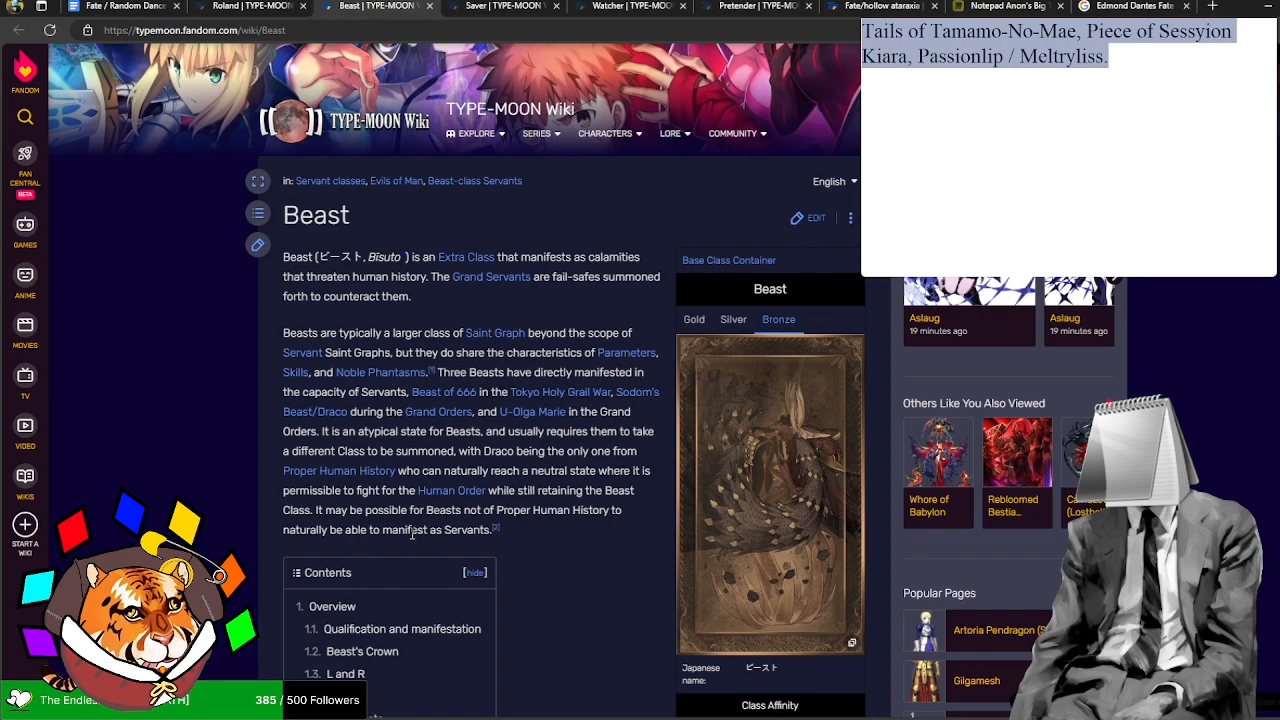 Fate / Random Dance
Roland | TYPE-MOON
Beast | TYPE-MOON W
Saver | TYPE-MOON W
Watcher | TYPE-MOO
Pretender | TYPE-MO
Fate/hollow ataraxia
Notepad Anon's Big
Edmond Dantes Fate
https://typemoon.fandom.com/wiki/Beast
Tails of Tamamo-No-Mae, Piece of Sessyion
Kiara, Passionlip / Meltryliss.
FANDOM
FAN
CENTRAL
BETA
GAMES
ANIME
MOVIES
TV
VIDEO
WIKIS
START A
WIKI
TYPE-MOON WIKI
TYPE-MOON Wiki
EXPLORE
SERIES
CHARACTERS
LORE
COMMUNITY
in: Servant classes, Evils of Man, Beast-class Servants
English
Beast
EDIT
Beast (ビースト, Bīsuto ) is an Extra Class that manifests as calamities
that threaten human history. The Grand Servants are fail-safes summoned
forth to counteract them.
Beasts are typically a larger class of Saint Graph beyond the scope of
Servant Saint Graphs, but they do share the characteristics of Parameters,
Skills, and Noble Phantasms.[1] Three Beasts have directly manifested in
the capacity of Servants, Beast of 666 in the Tokyo Holy Grail War, Sodom's
Beast/Draco during the Grand Orders, and U-Olga Marie in the Grand
Orders. It is an atypical state for Beasts, and usually requires them to take
a different Class to be summoned, with Draco being the only one from
Proper Human History who can naturally reach a neutral state where it is
permissible to fight for the Human Order while still retaining the Beast
Class. It may be possible for Beasts not of Proper Human History to
naturally be able to manifest as Servants.[2]
Contents
[hide]
1. Overview
1.1. Qualification and manifestation
1.2. Beast's Crown
1.3. L and R
Base Class Container
Beast
Gold
Silver
Bronze
Japanese
name:
ビースト
Class Affinity
Aslaug
19 minutes ago
Aslaug
19 minutes ago
Others Like You Also Viewed
Whore of
Babylon
Rebloomed
Bestia...
(Lostbelt
Popular Pages
Artoria Pendragon (S
Gilgamesh
The Endles
TH]
385 / 500 Followers